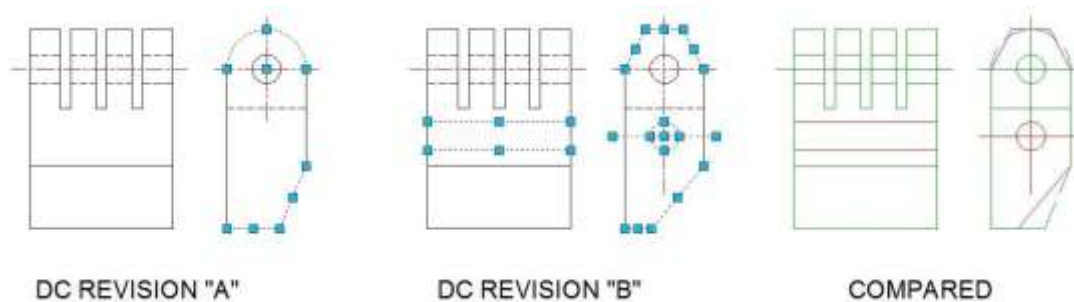 DC REVISION "A"
DC REVISION "B"
COMPARED